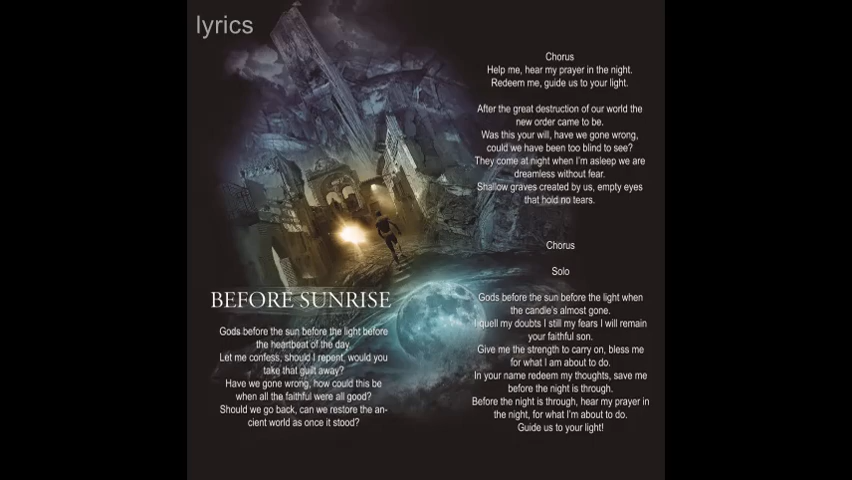 lyrics
BEFORE SUNRISE
Gods before the sun before the light before
the heartbeat of the day.
Let me confess, should I repent, would you
take that guilt away?
Have we gone wrong, how could this be
when all the faithful were all good?
Should we go back, can we restore the an-
cient world as once it stood?
Chorus
Help me, hear my prayer in the night.
Redeem me, guide us to your light.
After the great destruction of our world the
new order came to be.
Was this your will, have we gone wrong,
could we have been too blind to see?
They come at night when I'm asleep we are
dreamless without fear.
Shallow graves created by us, empty eyes
that hold no tears.
Chorus
Solo
Gods before the sun before the light when
the candle's almost gone.
I quell my doubts I still my fears I will remain
your faithful son.
Give me the strength to carry on, bless me
for what I am about to do.
In your name redeem my thoughts, save me
before the night is through.
Before the night is through, hear my prayer in
the night, for what I'm about to do.
Guide us to your light!